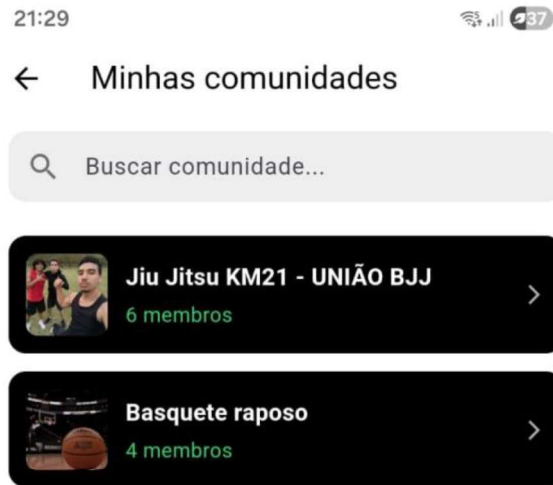 21:29
37
Minhas comunidades
Buscar comunidade...
Jiu Jitsu KM21 - UNIÃO BJJ
6 membros
Basquete raposo
4 membros